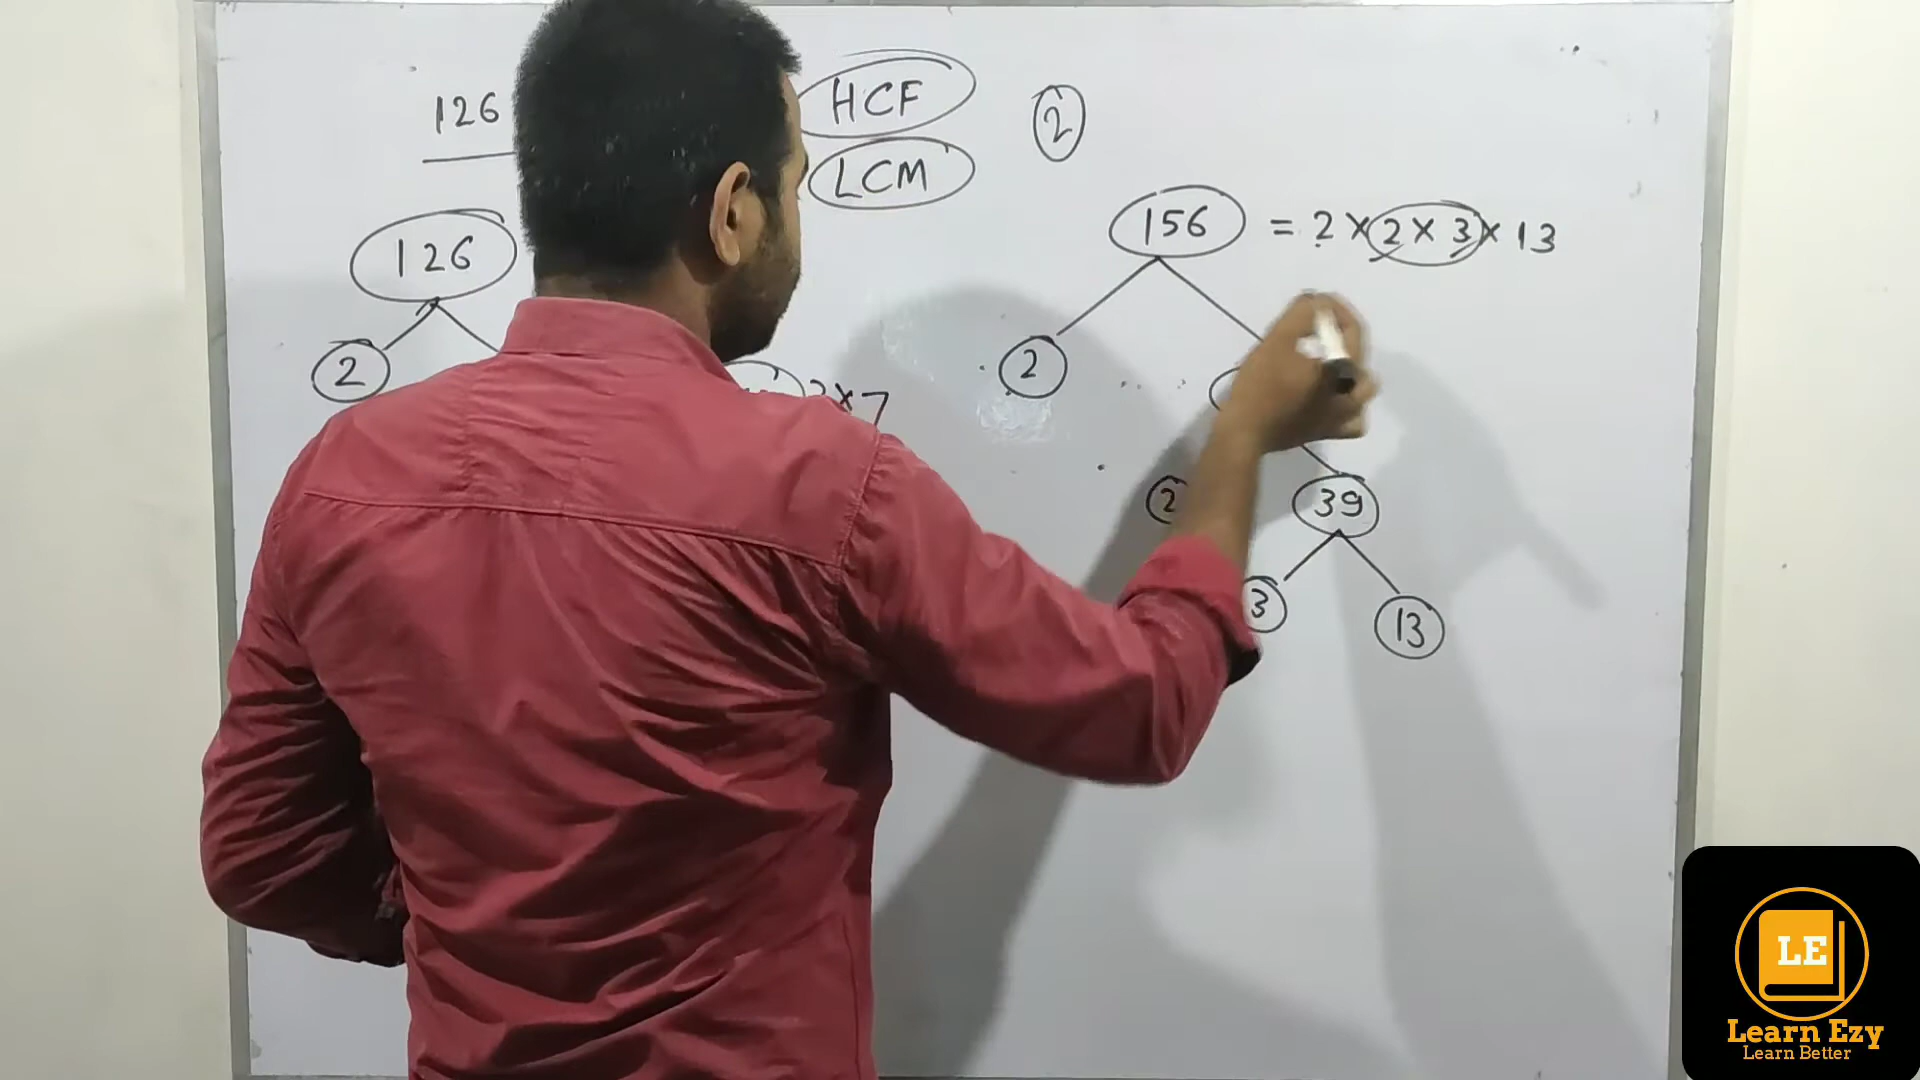 126
HCF
2
LCM
156 = 2 × 2 × 3 × 13
126
2
2
× 7
2
39
3
13
LE
Learn Ezy
Learn Better